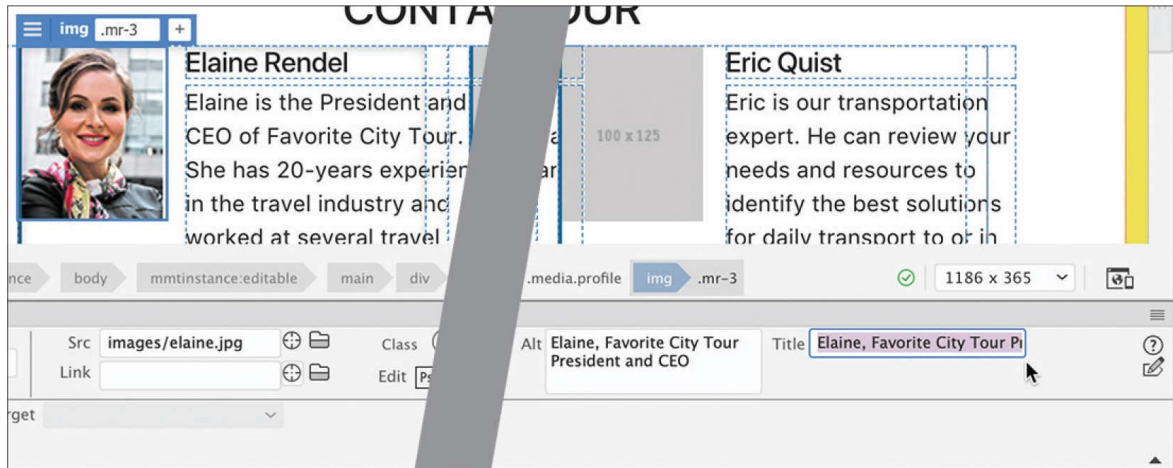 CONTA OUR
img .mr-3 +
Elaine Rendel
Elaine is the President and
CEO of Favorite City Tour.
She has 20-years experien
in the travel industry and
worked at several travel
100 x 125
Eric Quist
Eric is our transportation
expert. He can review your
needs and resources to
identify the best solutions
for daily transport to or in
nce body mmtinstance:editable main div .media.profile img .mr-3 1186 x 365
Src images/elaine.jpg Class Alt Elaine, Favorite City Tour
President and CEO
Title Elaine, Favorite City Tour P
Link Edit Ps
rget